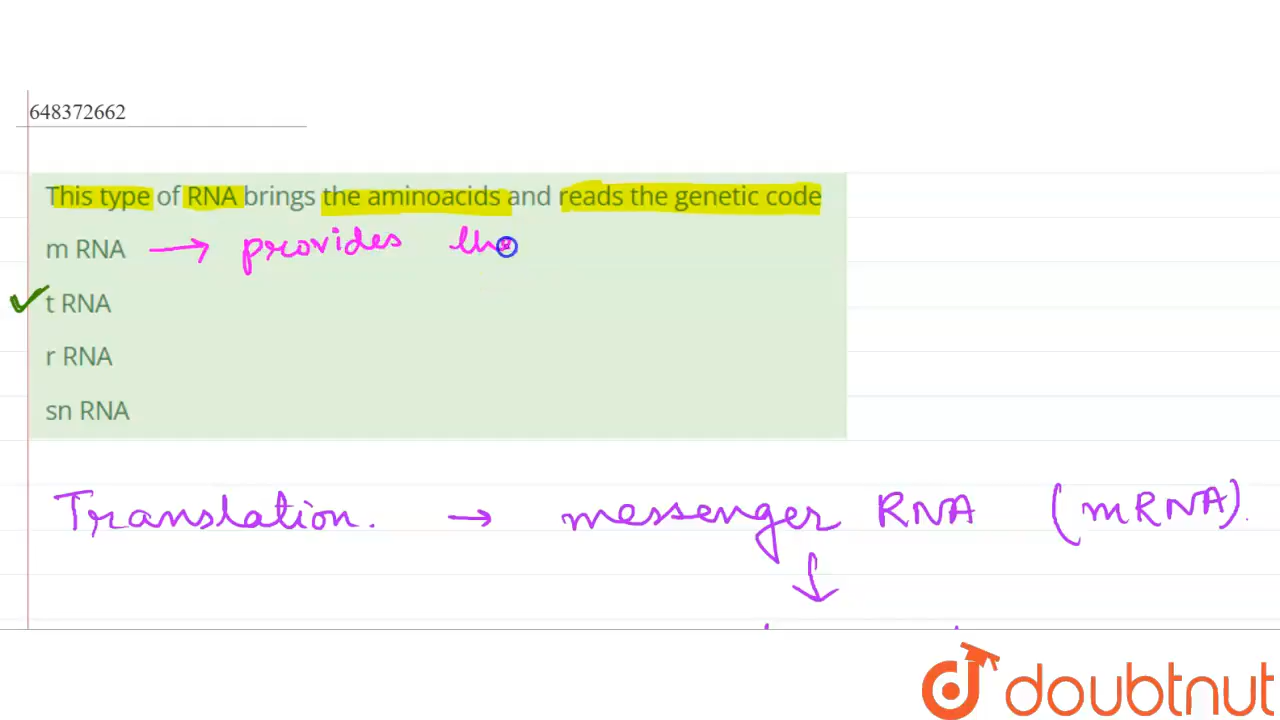 648372662
This type of RNA brings the aminoacids and reads the genetic code
m RNA → provides the
t RNA
r RNA
sn RNA
Translation. → messenger RNA (mRNA).
doubtnut